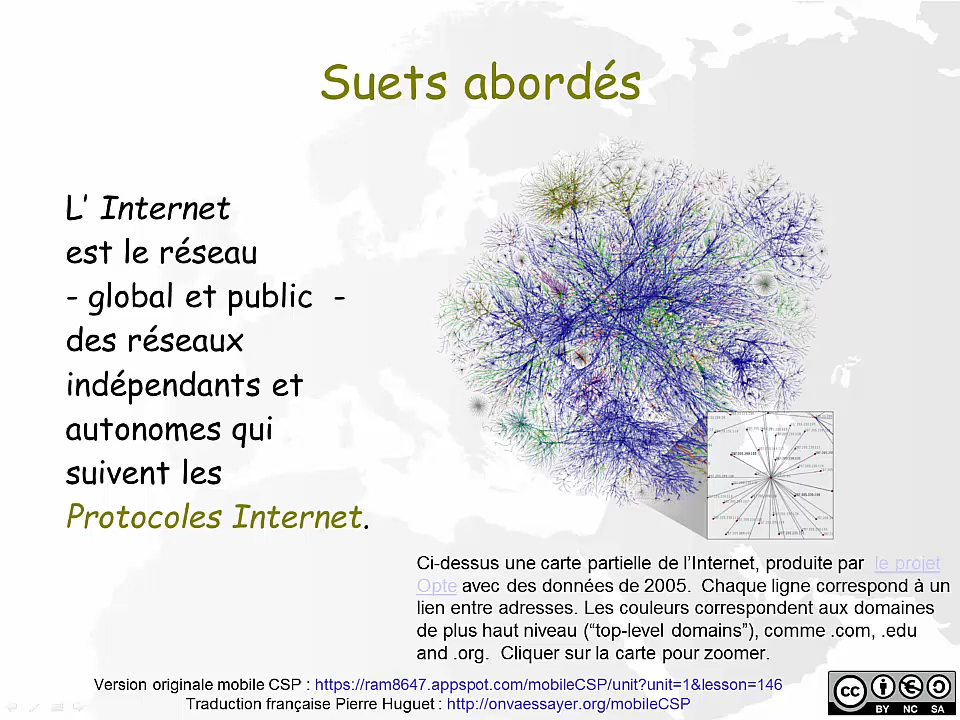 Suets abordés
L' Internet
est le réseau
- global et public -
des réseaux
indépendants et
autonomes qui
suivent les
Protocoles Internet.
Ci-dessus une carte partielle de l'Internet, produite par le projet
Opte avec des données de 2005. Chaque ligne correspond à un
lien entre adresses. Les couleurs correspondent aux domaines
de plus haut niveau ("top-level domains"), comme .com, .edu
and .org. Cliquer sur la carte pour zoomer.
Version originale mobile CSP : https://ram8647.appspot.com/mobileCSP/unit?unit=1&lesson=146
Traduction française Pierre Huguet : http://onvaessayer.org/mobileCSP
cc
BY NC SA